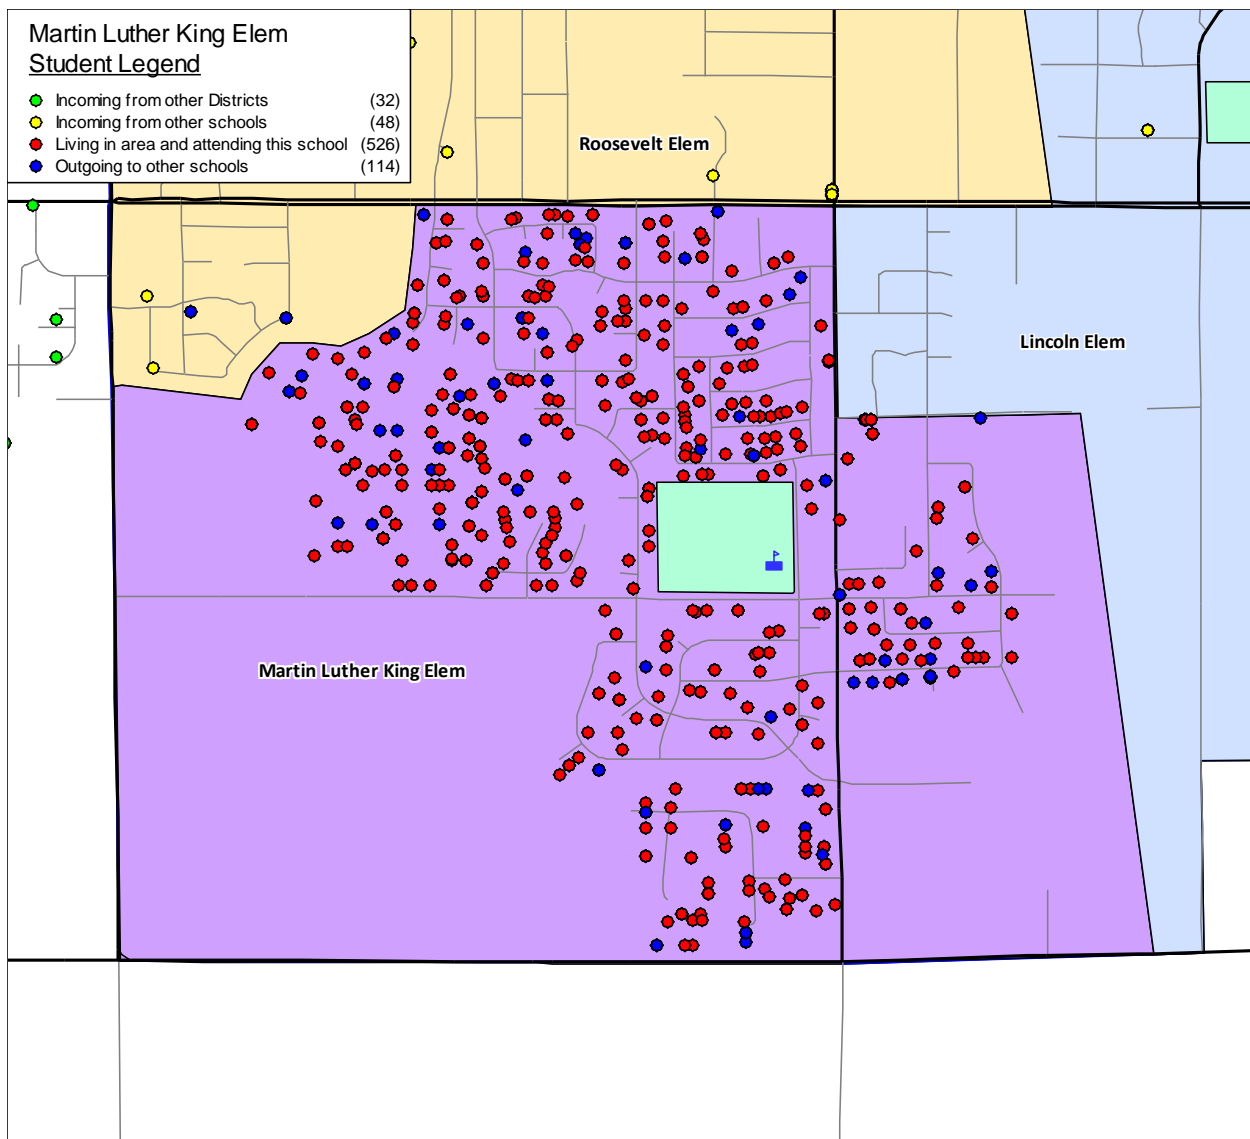 Martin Luther King Elem
Student Legend
Incoming from other Districts (32)
Incoming from other schools (48)
Living in area and attending this school (526)
Outgoing to other schools (114)
Roosevelt Elem
Lincoln Elem
Martin Luther King Elem